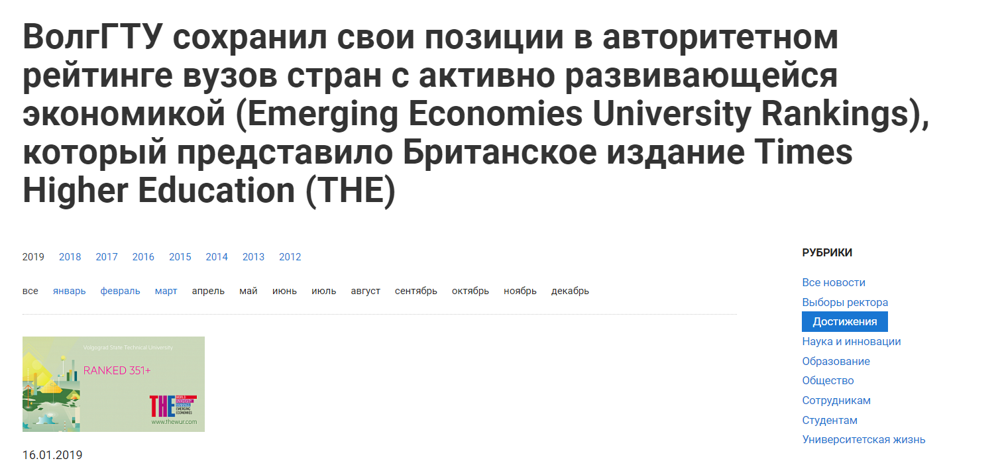 ВолгГТУ сохранил свои позиции в авторитетном
рейтинге вузов стран с активно развивающейся
экономикой (Emerging Economies University Rankings),
который представило Британское издание Times
Higher Education (THE)
2019 2018 2017 2016 2015 2014 2013 2012
все январь февраль март апрель май июнь июль август сентябрь октябрь ноябрь декабрь
Volgograd State Technical University
RANKED 351+
THE
WORLD
UNIVERSITY
RANKINGS
EMERGING
ECONOMIES
www.thewur.com
16.01.2019
РУБРИКИ
Все новости
Выборы ректора
Достижения
Наука и инновации
Образование
Общество
Сотрудникам
Студентам
Университетская жизнь